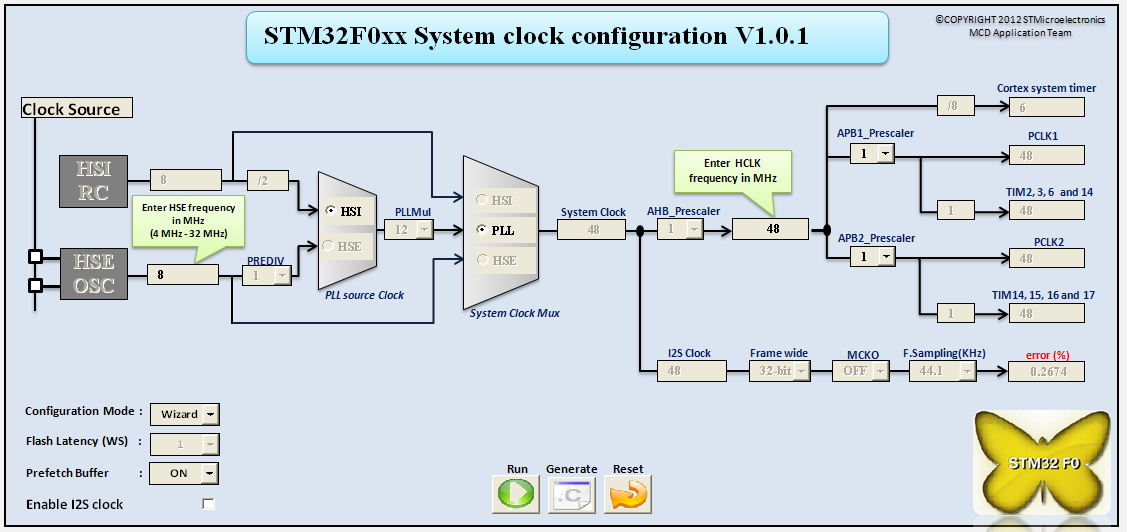 STM32F0xx System clock configuration V1.0.1
©COPYRIGHT 2012 STMicroelectronics
MCD Application Team
Clock Source
HSI
RC
8
/2
Enter HSE frequency
in MHz
(4 MHz - 32 MHz)
HSE
OSC
8
PREDIV
1
HSI
HSE
PLL source Clock
PLLMul
12
HSI
PLL
HSE
System Clock Mux
System Clock
48
AHB_Prescaler
1
Enter HCLK
frequency in MHz
48
/8
Cortex system timer
6
APB1_Prescaler
1
PCLK1
48
1
TIM2, 3, 6 and 14
48
APB2_Prescaler
1
PCLK2
48
1
TIM14, 15, 16 and 17
48
I2S Clock
48
Frame wide
32-bit
MCKO
OFF
F.Sampling(KHz)
44.1
error (%)
0.2674
Configuration Mode :
Wizard
Flash Latency (WS) :
1
Prefetch Buffer :
ON
Enable I2S clock
Run
Generate
.C
Reset
STM32 F0